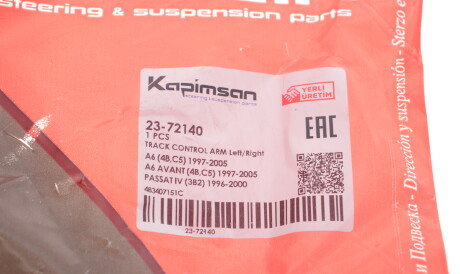 steering & suspension parts
Kapimsan
steering & suspension parts
YERLİ
ÜRETİM
23-72140
1 PCS
TRACK CONTROL ARM Left/Right
A6 (4B,C5) 1997-2005
A6 AVANT (4B,C5) 1997-2005
PASSAT IV (3B2) 1996-2000
4B3407151C
EAC
23-72140
и Подвеска - Dirección y suspensión - Sterzo e